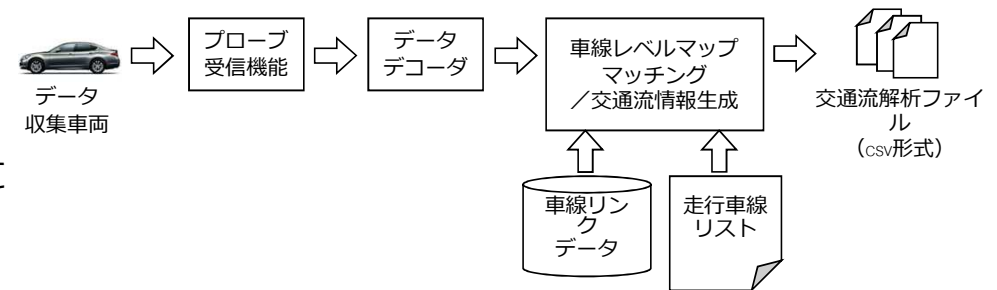 データ
収集車両
プローブ
受信機能
データ
デコーダ
車線レベルマップ
マッチング
／交通流情報生成
交通流解析ファイ
ル
（csv形式）
車線リン
ク
データ
走行車線
リスト